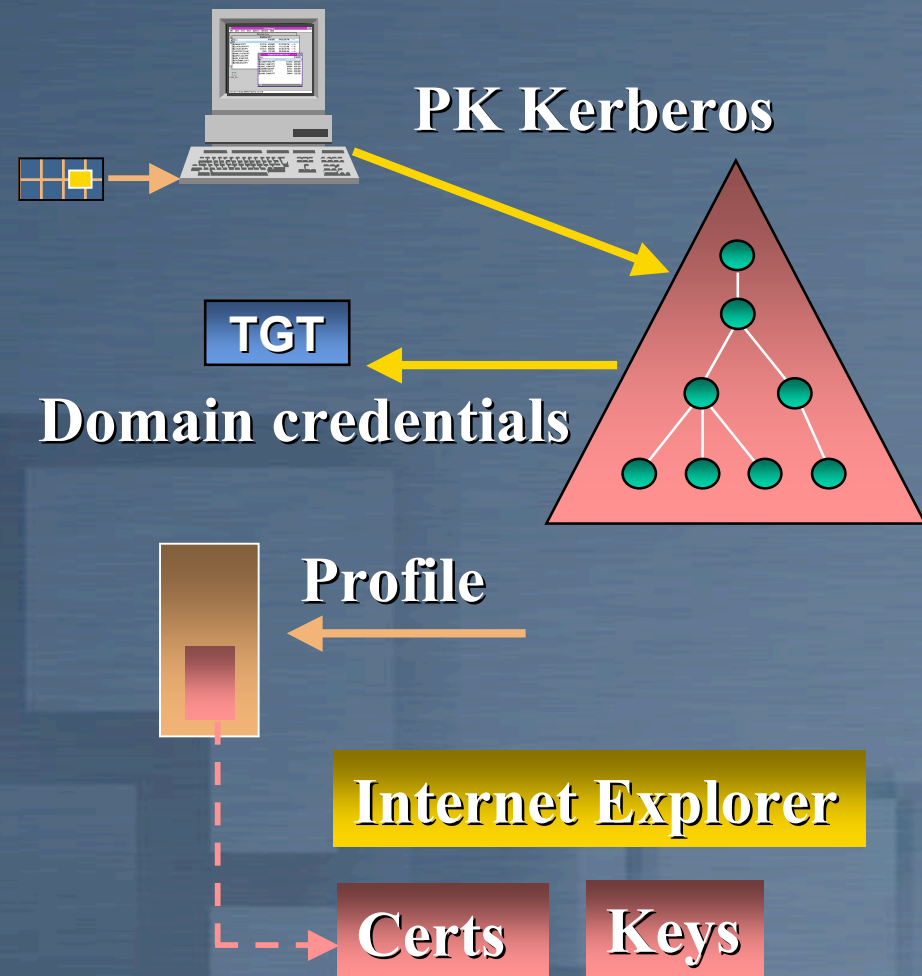 PK Kerberos
TGT
Domain credentials
Profile
Internet Explorer
Certs
Keys